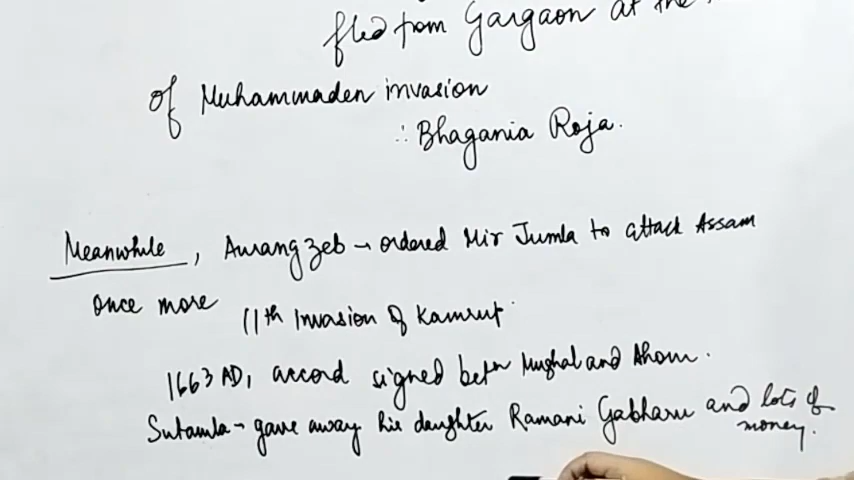 fled from Gargaon at the
of Muhammaden invasion
∴ Bhagania Roja.
Meanwhile, Aurangzeb → ordered Mir Jumla to attack Assam
once more
11th Invasion of Kamrup.
1663 AD, accord signed betn Mughal and Ahom.
Sutamla → gave away his daughter Ramani Gabharu and lots of
money.